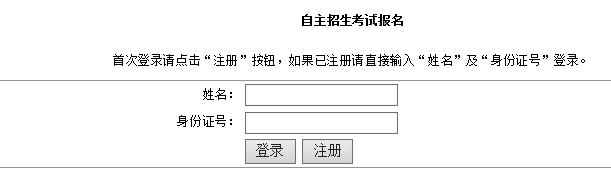 自主招生考试报名
首次登录请点击“注册”按钮，如果已注册请直接输入“姓名”及“身份证号”登录。
姓名：
身份证号：
登录 注册